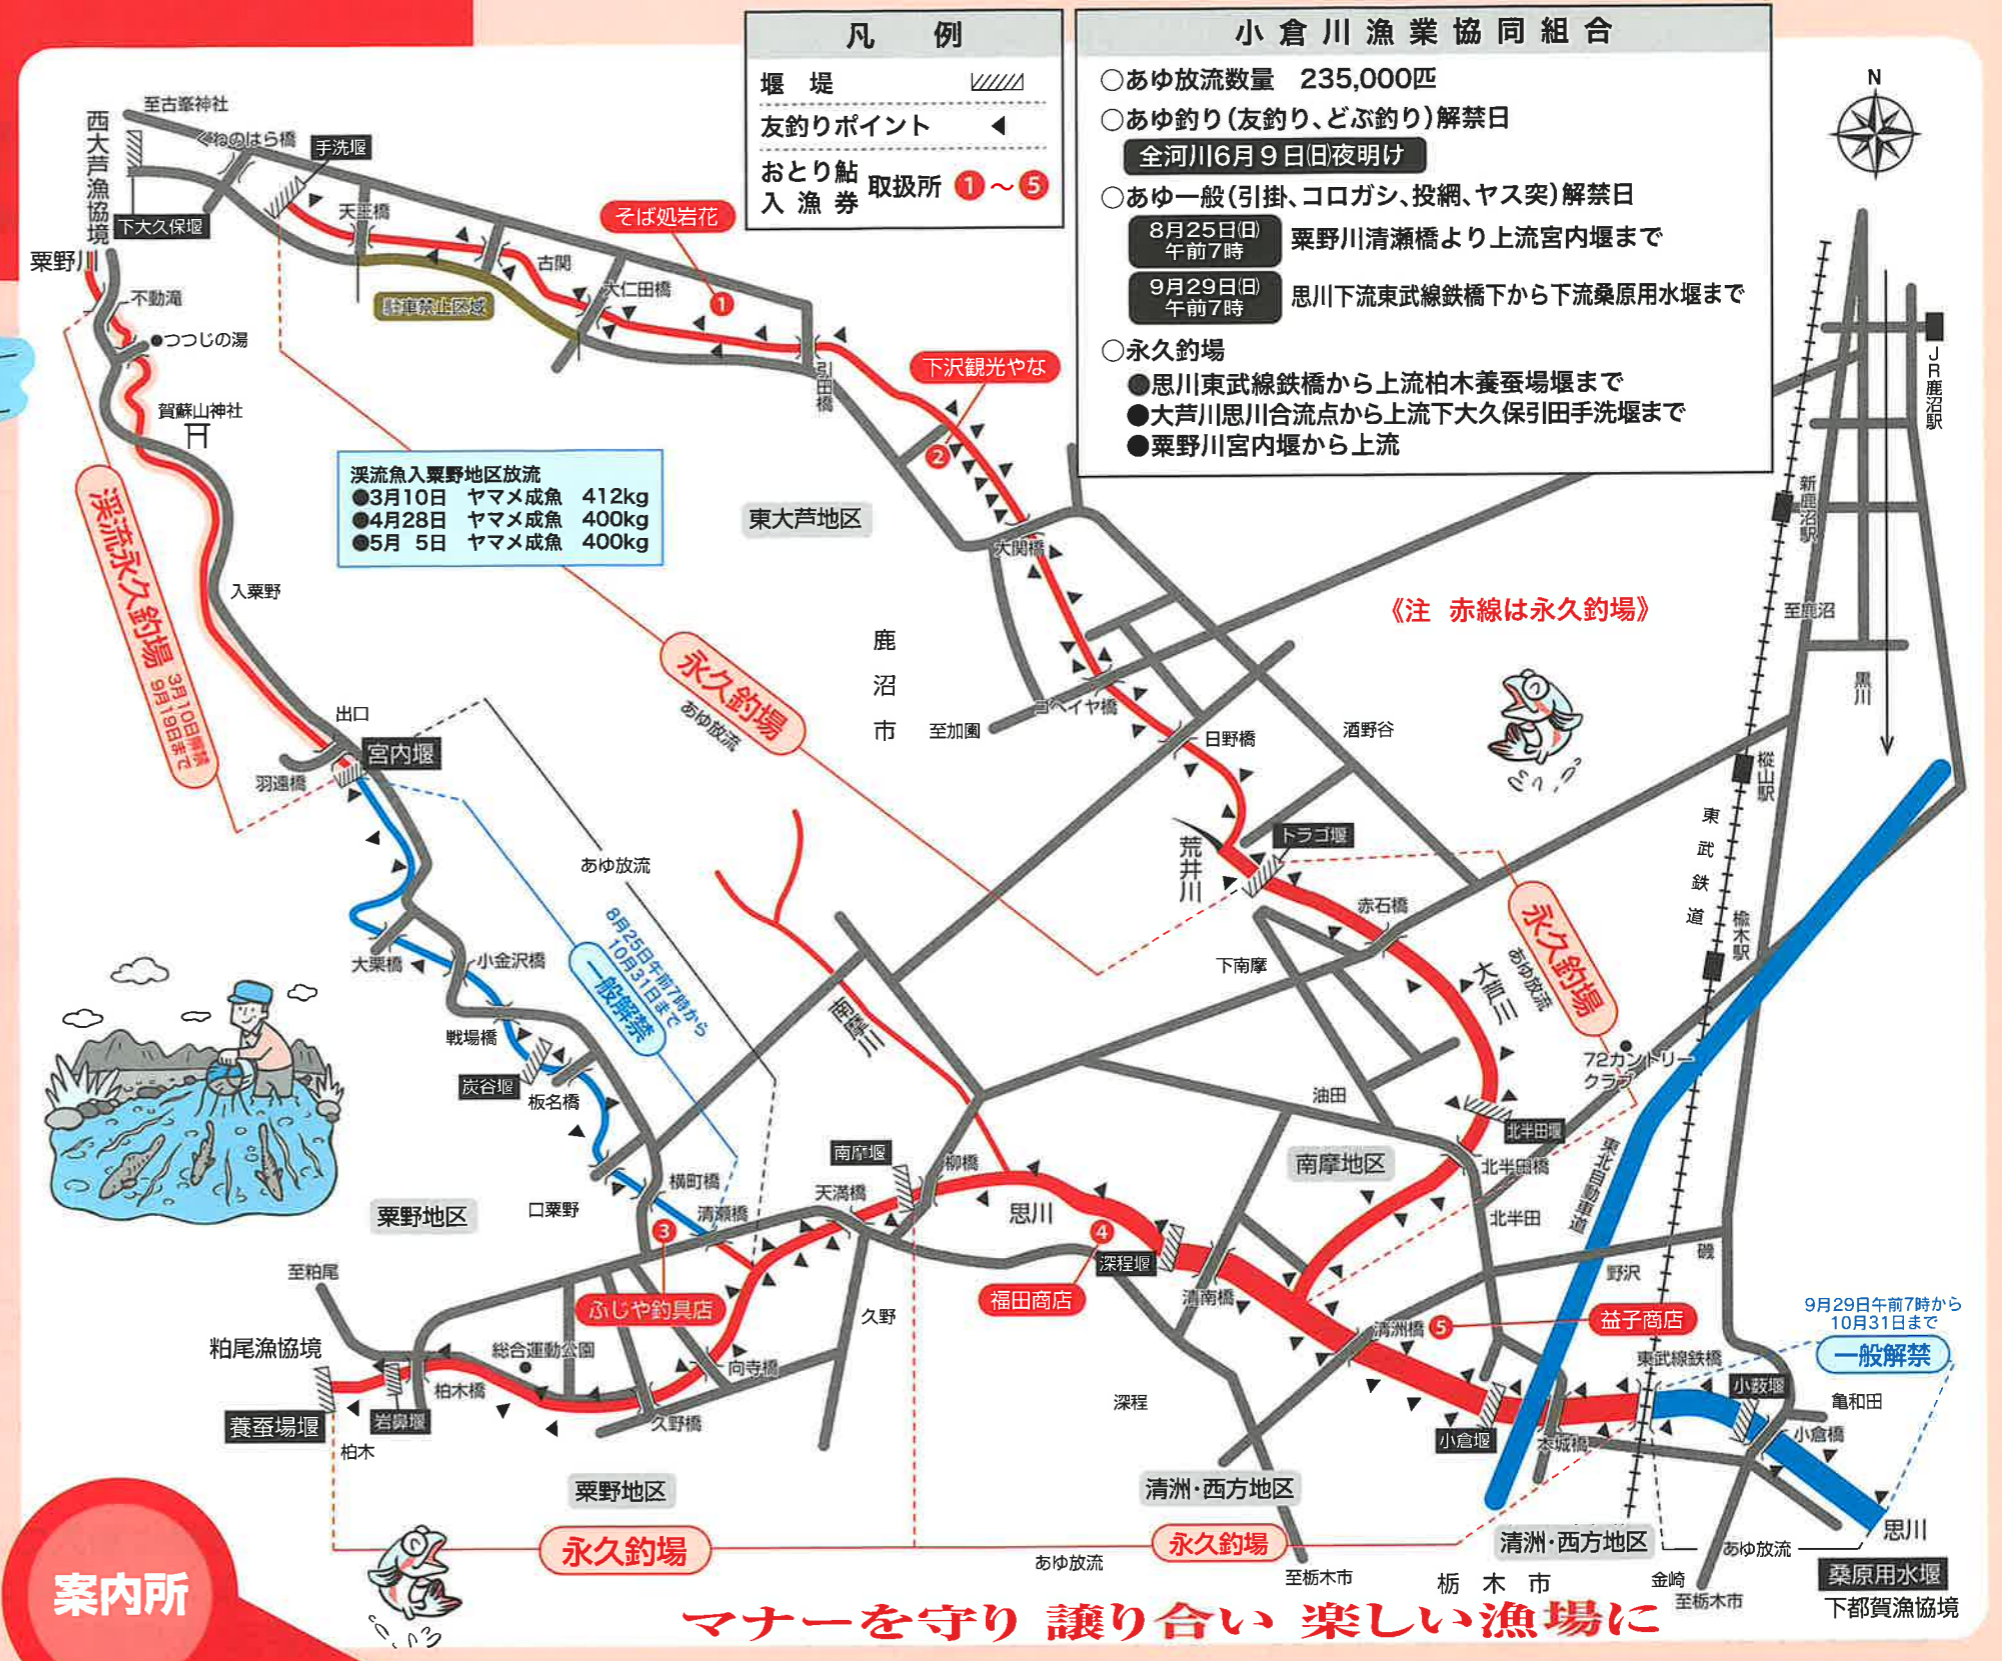 凡 例
堰 堤
友釣りポイント
おとり鮎
入 漁 券
取扱所 1～5
小倉川漁業協同組合
○あゆ放流数量 235,000匹
○あゆ釣り(友釣り、どぶ釣り)解禁日
全河川6月9日(日)夜明け
○あゆ一般(引掛、コロガシ、投網、ヤス突)解禁日
8月25日(日)
午前7時
粟野川清瀬橋より上流宮内堰まで
9月29日(日)
午前7時
思川下流東武線鉄橋下から下流桑原用水堰まで
○永久釣場
●思川東武線鉄橋から上流柏木養蚕場堰まで
●大芦川思川合流点から上流下大久保引田手洗堰まで
●粟野川宮内堰から上流
N
至古峯神社
西大芦漁協境
くねのはら橋
手洗堰
下大久保堰
天王橋
そば処岩花
粟野川
古関
大仁田橋
駐車禁止区域
1
不動滝
つつじの湯
引田橋
下沢観光やな
2
JR鹿沼駅
賀蘇山神社
渓流魚入粟野地区放流
●3月10日 ヤマメ成魚 412kg
●4月28日 ヤマメ成魚 400kg
●5月 5日 ヤマメ成魚 400kg
東大芦地区
新鹿沼駅
大関橋
渓流永久釣場
3月10日解禁
9月19日まで
入粟野
《注 赤線は永久釣場》
至鹿沼
鹿沼市
永久釣場
あゆ放流
黒川
コヘイヤ橋
至加園
日野橋
酒野谷
出口
宮内堰
羽遠橋
樅山駅
東武鉄道
荒井川
トラゴ堰
あゆ放流
赤石橋
永久釣場
あゆ放流
楡木駅
8月25日午前7時から
10月31日まで
一般解禁
大栗橋
小金沢橋
下南摩
大芦川
南摩川
戦場橋
炭谷堰
板名橋
72カントリー
クラブ
油田
北半田堰
東北自動車道
南摩堰
柳橋
南摩地区
北半田橋
横町橋
天満橋
粟野地区
口粟野
清瀬橋
思川
北半田
3
4
深程堰
磯
至粕尾
野沢
ふじや釣具店
福田商店
清南橋
久野
9月29日午前7時から
10月31日まで
一般解禁
粕尾漁協境
総合運動公園
清洲橋
5
益子商店
向寺橋
東武線鉄橋
小薮堰
柏木橋
深程
亀和田
養蚕場堰
岩鼻堰
久野橋
小倉堰
本城橋
小倉橋
柏木
粟野地区
清洲・西方地区
清洲・西方地区
思川
永久釣場
永久釣場
あゆ放流
あゆ放流
至栃木市
栃木市
金崎
至栃木市
桑原用水堰
下都賀漁協境
案内所
マナーを守り 譲り合い 楽しい漁場に